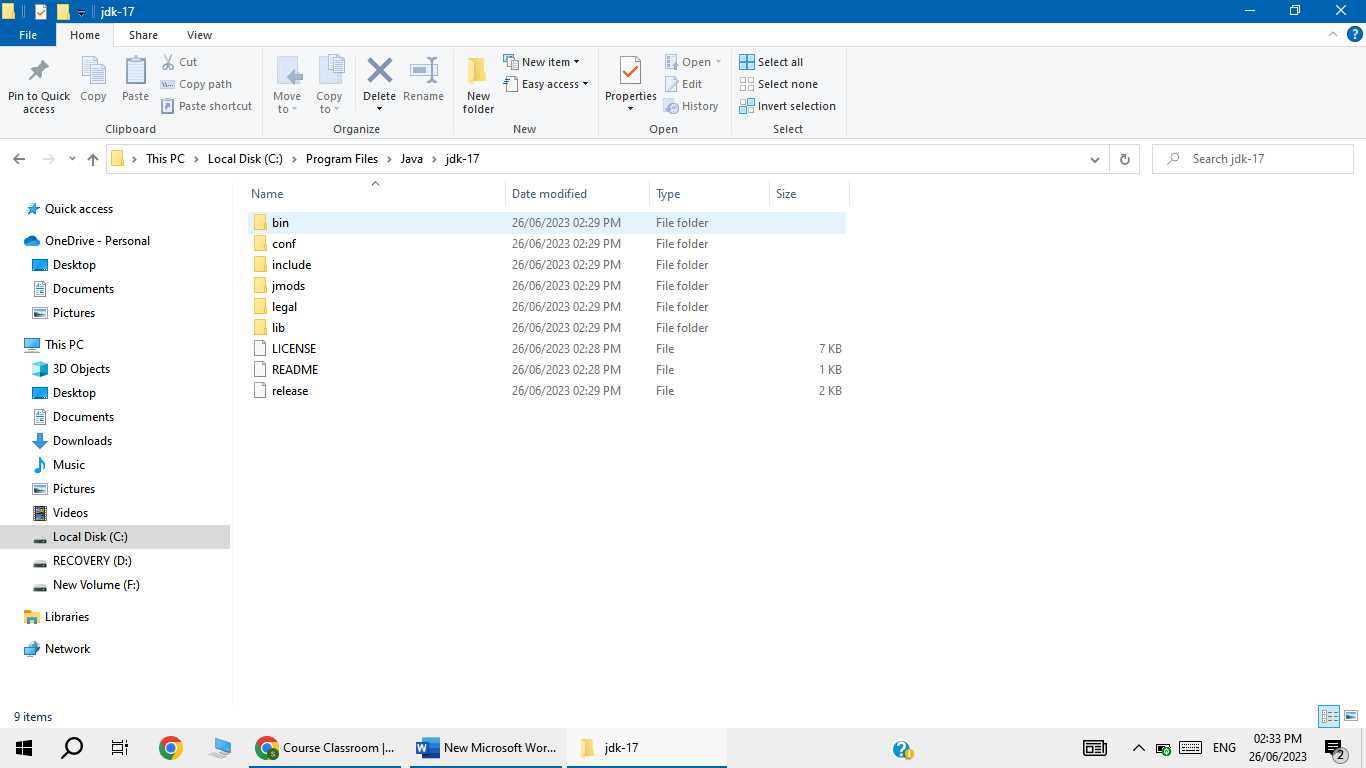 jdk-17
File Home Share View
Pin to Quick access
Copy
Paste
Cut
Copy path
Paste shortcut
Clipboard
Move to
Copy to
Delete
Rename
Organize
New folder
New item
Easy access
New
Properties
Open
Edit
History
Open
Select all
Select none
Invert selection
Select
This PC Local Disk (C:) Program Files Java jdk-17
Search jdk-17
Quick access
OneDrive - Personal
Desktop
Documents
Pictures
This PC
3D Objects
Desktop
Documents
Downloads
Music
Pictures
Videos
Local Disk (C:)
RECOVERY (D:)
New Volume (F:)
Libraries
Network
Name Date modified Type Size
bin 26/06/2023 02:29 PM File folder
conf 26/06/2023 02:29 PM File folder
include 26/06/2023 02:29 PM File folder
jmods 26/06/2023 02:29 PM File folder
legal 26/06/2023 02:29 PM File folder
lib 26/06/2023 02:29 PM File folder
LICENSE 26/06/2023 02:28 PM File 7 KB
README 26/06/2023 02:28 PM File 1 KB
release 26/06/2023 02:29 PM File 2 KB
9 items
Course Classroom |...
New Microsoft Wor...
jdk-17
ENG
02:33 PM
26/06/2023
2